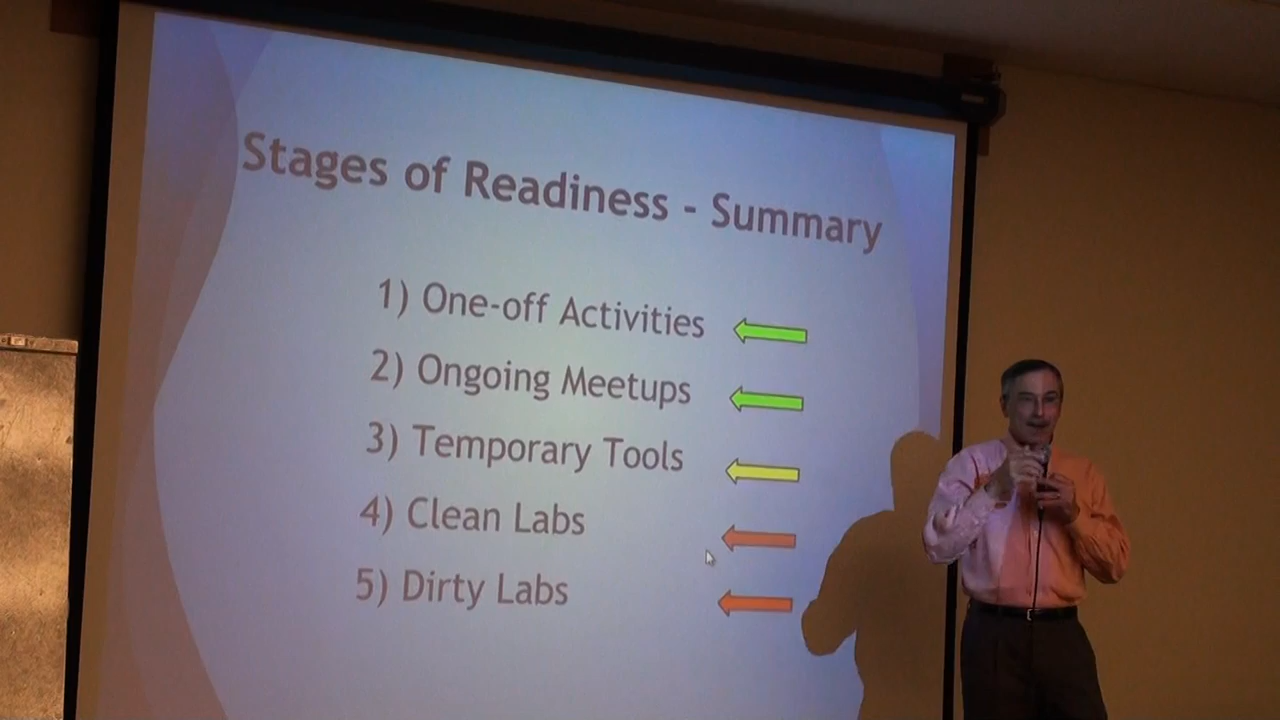 Stages of Readiness - Summary
1) One-off Activities
2) Ongoing Meetups
3) Temporary Tools
4) Clean Labs
5) Dirty Labs